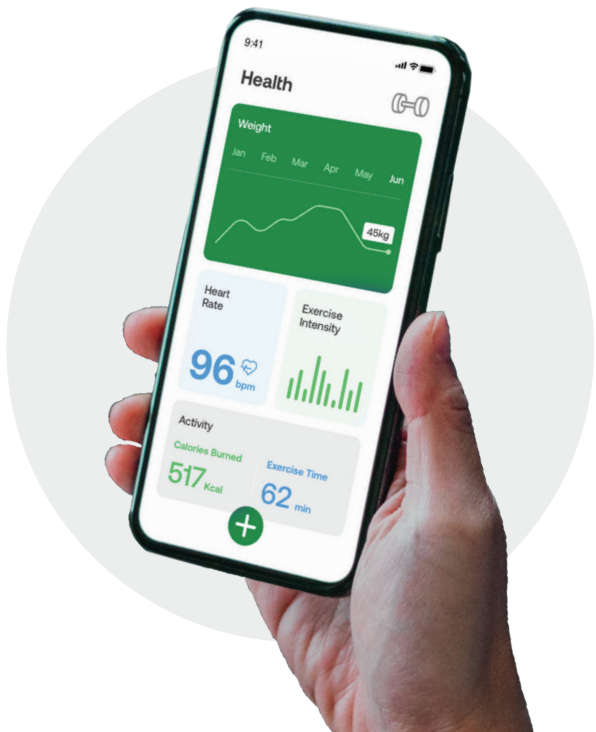 9:41
Health
Weight
Jan Feb Mar Apr May Jun
45kg
Heart
Rate
96 bpm
Exercise
Intensity
Activity
Calories Burned
517 Kcal
Exercise Time
62 min